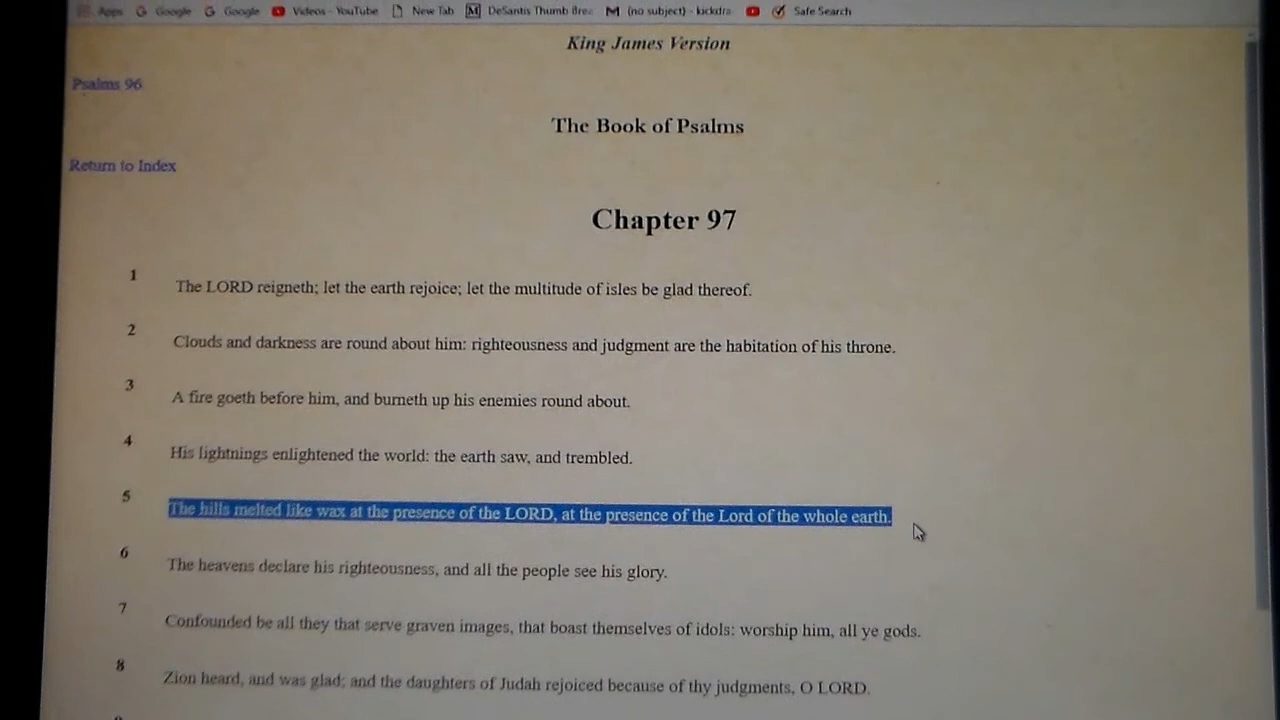 Apps Google Google Videos - YouTube New Tab M DeSantis Thumb Brea M (no subject) - kickdra Safe Search
King James Version
Psalms 96
The Book of Psalms
Return to Index
Chapter 97
1
The LORD reigneth; let the earth rejoice; let the multitude of isles be glad thereof.
2
Clouds and darkness are round about him: righteousness and judgment are the habitation of his throne.
3
A fire goeth before him, and burneth up his enemies round about.
4
His lightnings enlightened the world: the earth saw, and trembled.
5
The hills melted like wax at the presence of the LORD, at the presence of the Lord of the whole earth.
6
The heavens declare his righteousness, and all the people see his glory.
7
Confounded be all they that serve graven images, that boast themselves of idols: worship him, all ye gods.
8
Zion heard, and was glad; and the daughters of Judah rejoiced because of thy judgments, O LORD.